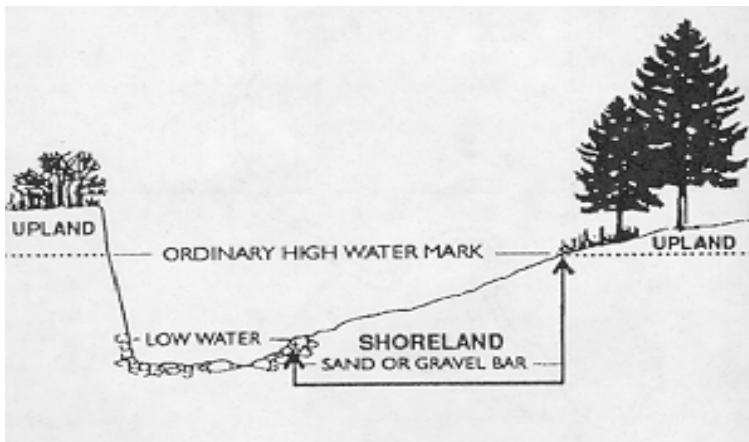 UPLAND
UPLAND
ORDINARY HIGH WATER MARK
LOW WATER
SHORELAND
SAND OR GRAVEL BAR